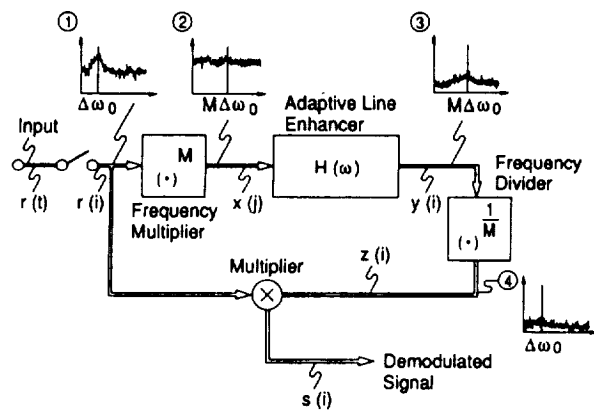 ① ② ③
Δω₀ MΔω₀ MΔω₀
Adaptive Line
Enhancer
Input
M
(•)
H (ω)
Frequency
Divider
r (t) r (i) x (j) y (i)
Frequency
Multiplier
1/M
(•)
Multiplier
z (i)
④
×
Δω₀
Demodulated
Signal
s (i)